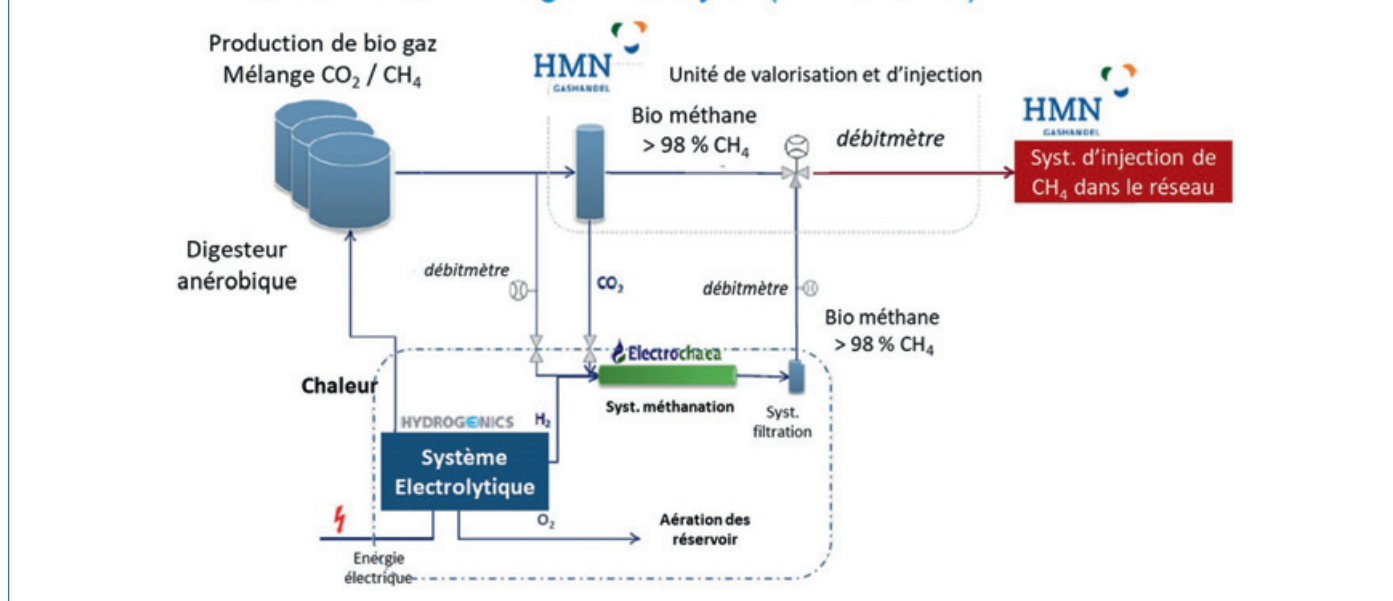 Production de bio gaz
Mélange CO₂ / CH₄
HMN
GASHANDEL
Unité de valorisation et d'injection
HMN
GASHANDEL
Bio méthane
> 98 % CH₄
débitmètre
Syst. d'injection de
CH₄ dans le réseau
Digesteur
anérobique
débitmètre
CO₂
débitmètre
Bio méthane
> 98 % CH₄
Electrochaea
Chaleur
Syst. méthanation
Syst.
filtration
HYDROGENICS
H₂
Système
Electrolytique
O₂
Aération des
réservoir
Energie
électrique